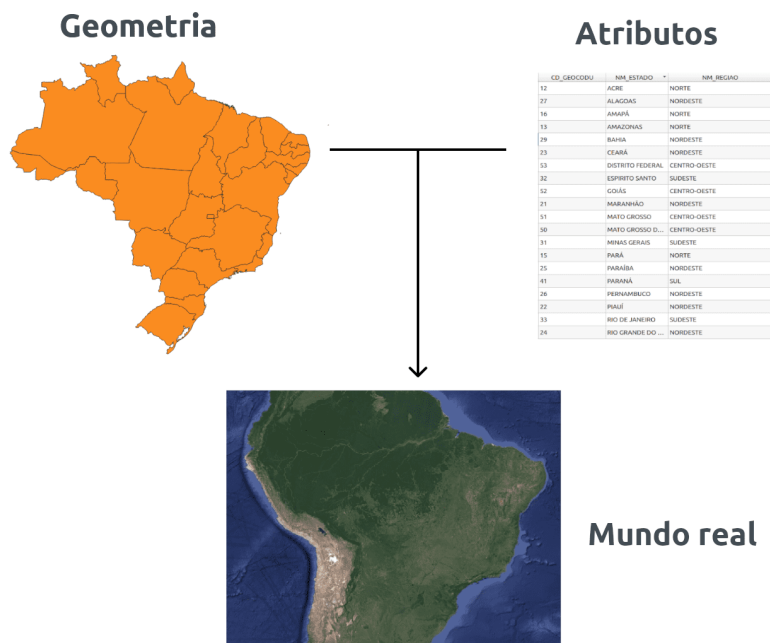 Geometria
Atributos
CD_GEOCODU NM_ESTADO NM_REGIAO
12 ACRE NORTE
27 ALAGOAS NORDESTE
16 AMAPÁ NORTE
13 AMAZONAS NORTE
29 BAHIA NORDESTE
23 CEARÁ NORDESTE
53 DISTRITO FEDERAL CENTRO-OESTE
32 ESPIRITO SANTO SUDESTE
52 GOIÁS CENTRO-OESTE
21 MARANHÃO NORDESTE
51 MATO GROSSO CENTRO-OESTE
50 MATO GROSSO D... CENTRO-OESTE
31 MINAS GERAIS SUDESTE
15 PARÁ NORTE
25 PARAÍBA NORDESTE
41 PARANÁ SUL
26 PERNAMBUCO NORDESTE
22 PIAUÍ NORDESTE
33 RIO DE JANEIRO SUDESTE
24 RIO GRANDE DO ... NORDESTE
Mundo real